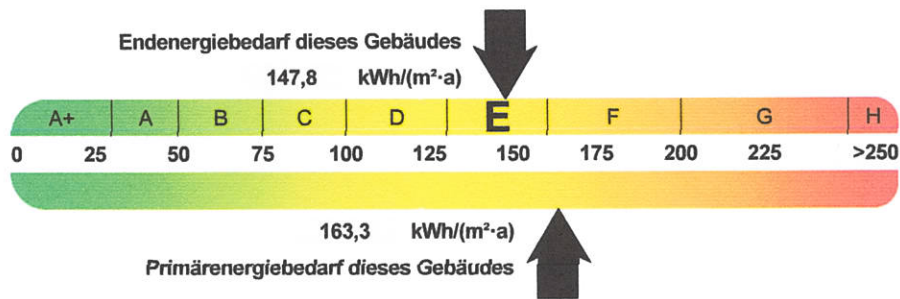 Endenergiebedarf dieses Gebäudes
147,8 kWh/(m²·a)
A+ A B C D E F G H
0 25 50 75 100 125 150 175 200 225 >250
163,3 kWh/(m²·a)
Primärenergiebedarf dieses Gebäudes